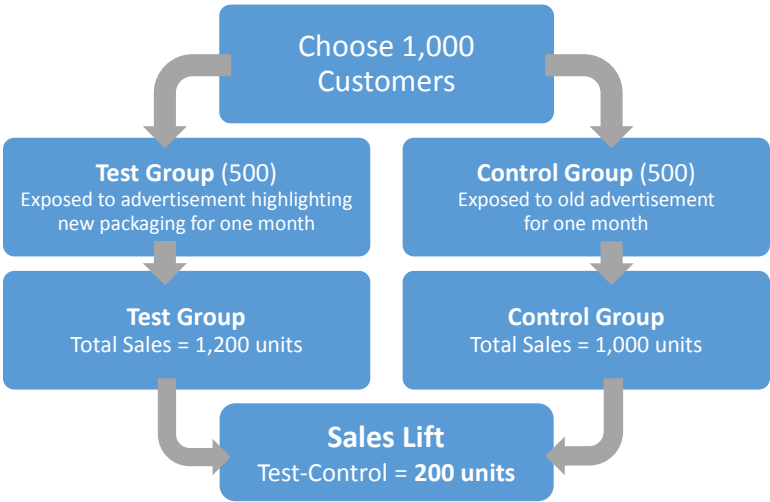 Choose 1,000
Customers
Test Group (500)
Exposed to advertisement highlighting
new packaging for one month
Control Group (500)
Exposed to old advertisement
for one month
Test Group
Total Sales = 1,200 units
Control Group
Total Sales = 1,000 units
Sales Lift
Test-Control = 200 units